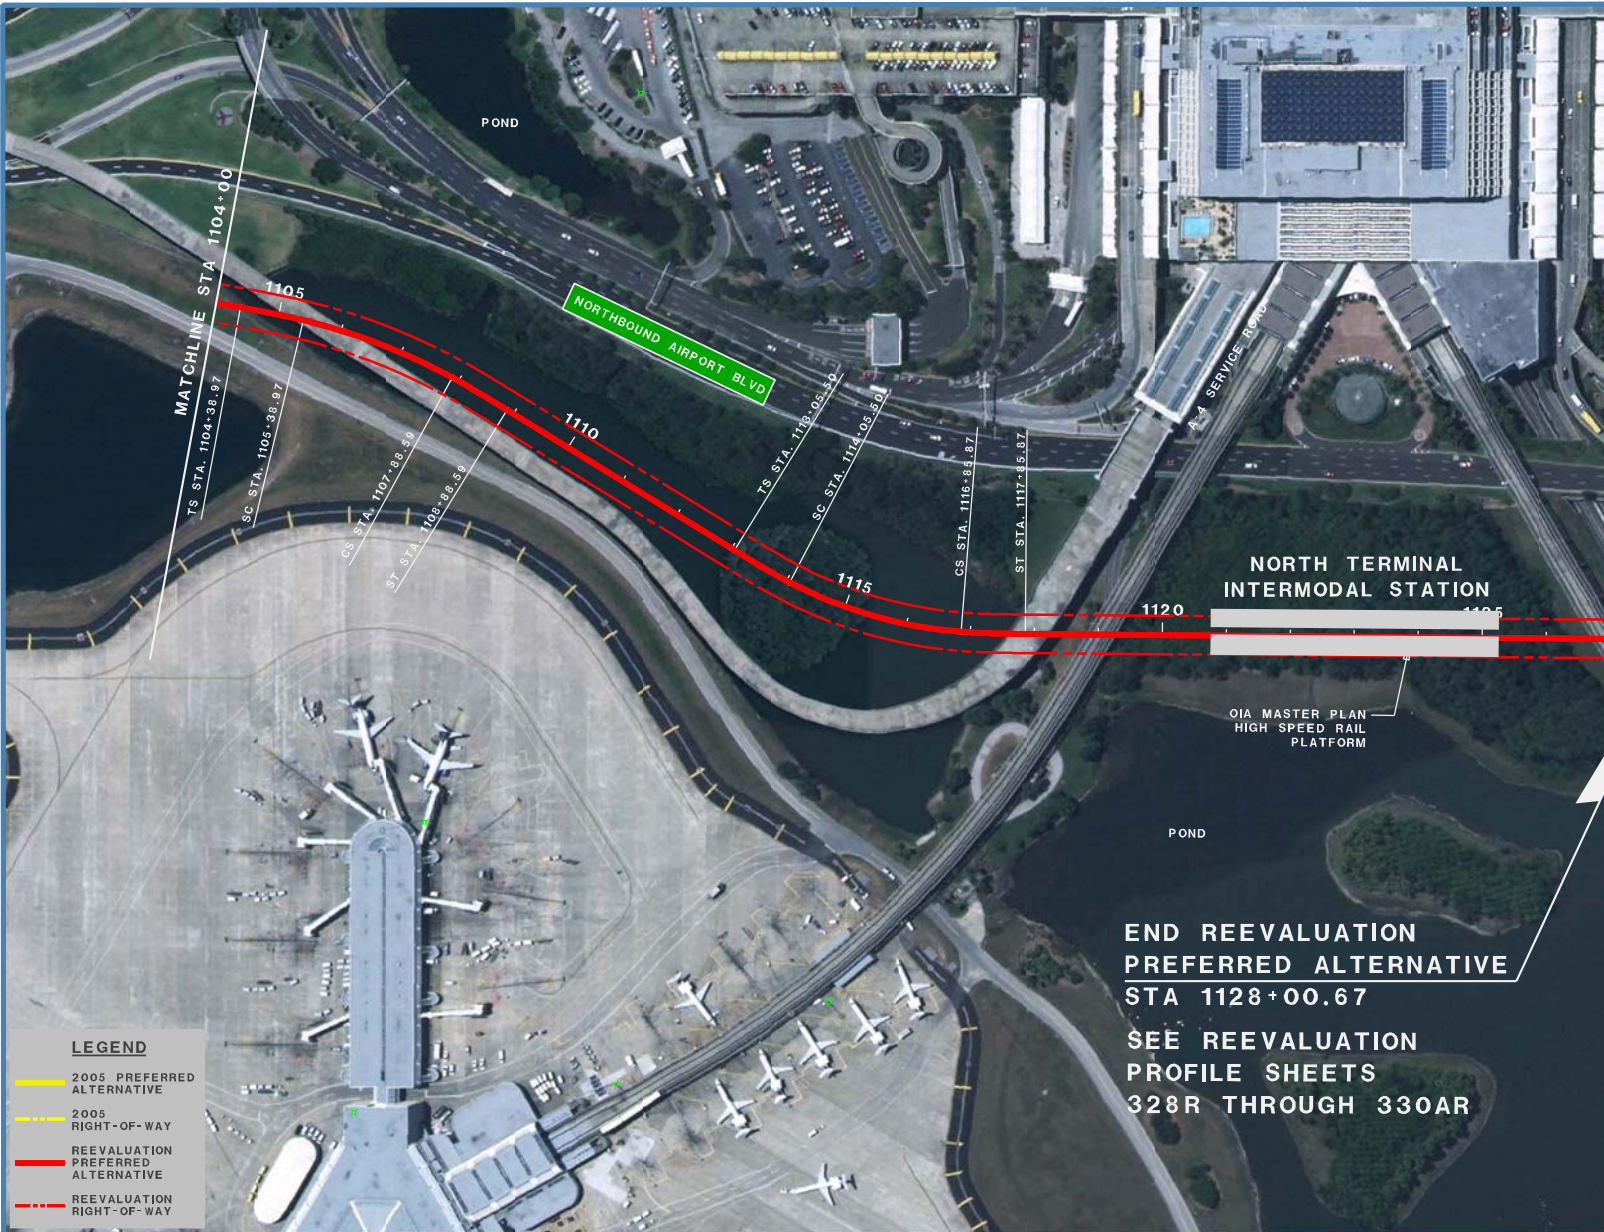 POND
MATCHLINE STA 1104+00
1105
NORTHBOUND AIRPORT BLVD
A-4 SERVICE ROAD
TS STA. 1104+38.97
SC STA. 1105+38.97
CS STA. 1107+88.59
ST STA. 1108+88.59
1110
TS STA. 1113+05.50
SC STA. 1114+05.50
CS STA. 1116+85.87
ST STA. 1117+85.87
1115
1120
NORTH TERMINAL
INTERMODAL STATION
1125
OIA MASTER PLAN
HIGH SPEED RAIL
PLATFORM
POND
END REEVALUATION
PREFERRED ALTERNATIVE
STA 1128+00.67
SEE REEVALUATION
PROFILE SHEETS
328R THROUGH 330AR
LEGEND
2005 PREFERRED
ALTERNATIVE
2005
RIGHT-OF-WAY
REEVALUATION
PREFERRED
ALTERNATIVE
REEVALUATION
RIGHT-OF-WAY